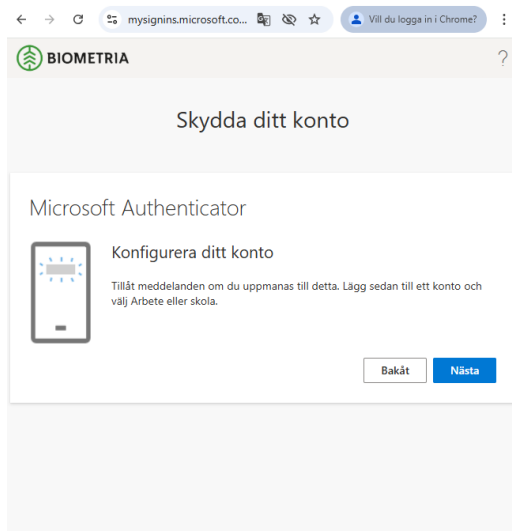 mysignins.microsoft.co...
Vill du logga in i Chrome?
BIOMETRIA
?
Skydda ditt konto
Microsoft Authenticator
Konfigurera ditt konto
Tillåt meddelanden om du uppmanas till detta. Lägg sedan till ett konto och
välj Arbete eller skola.
Bakåt
Nästa